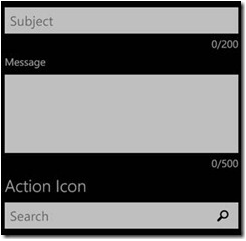 Subject
0/200
Message
0/500
Action Icon
Search